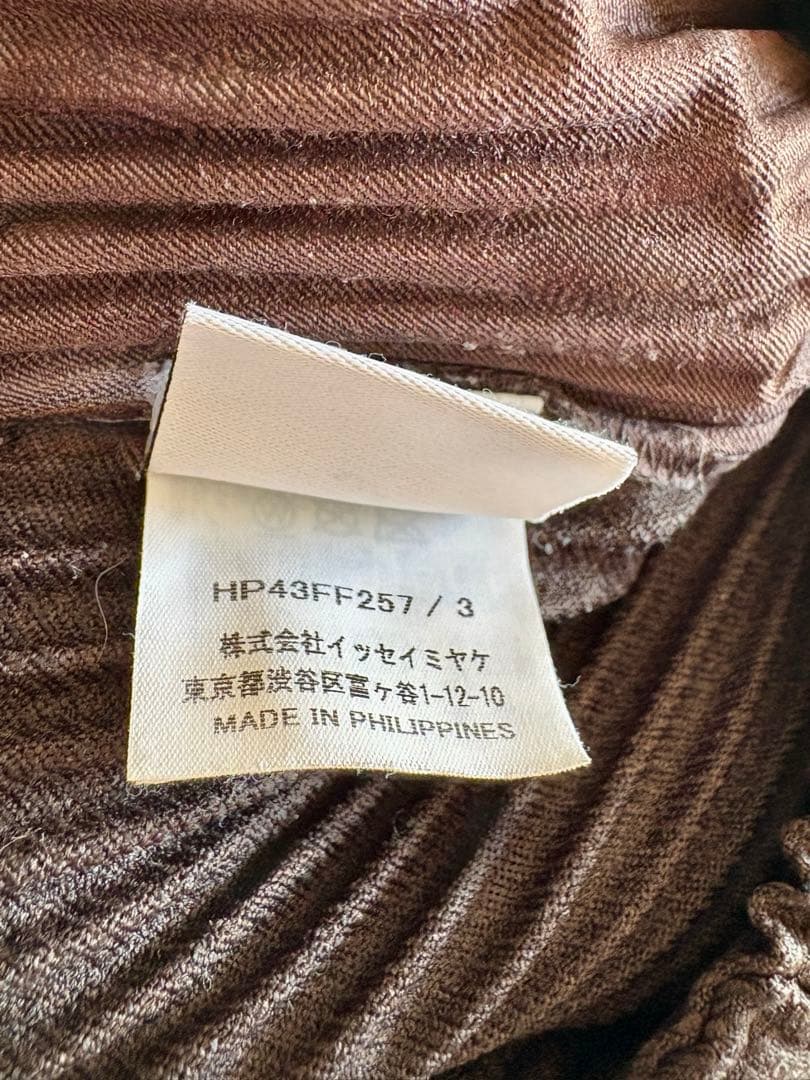 HP43FF257 / 3
株式会社イッセイミヤケ
東京都渋谷区富ヶ谷1-12-10
MADE IN PHILIPPINES